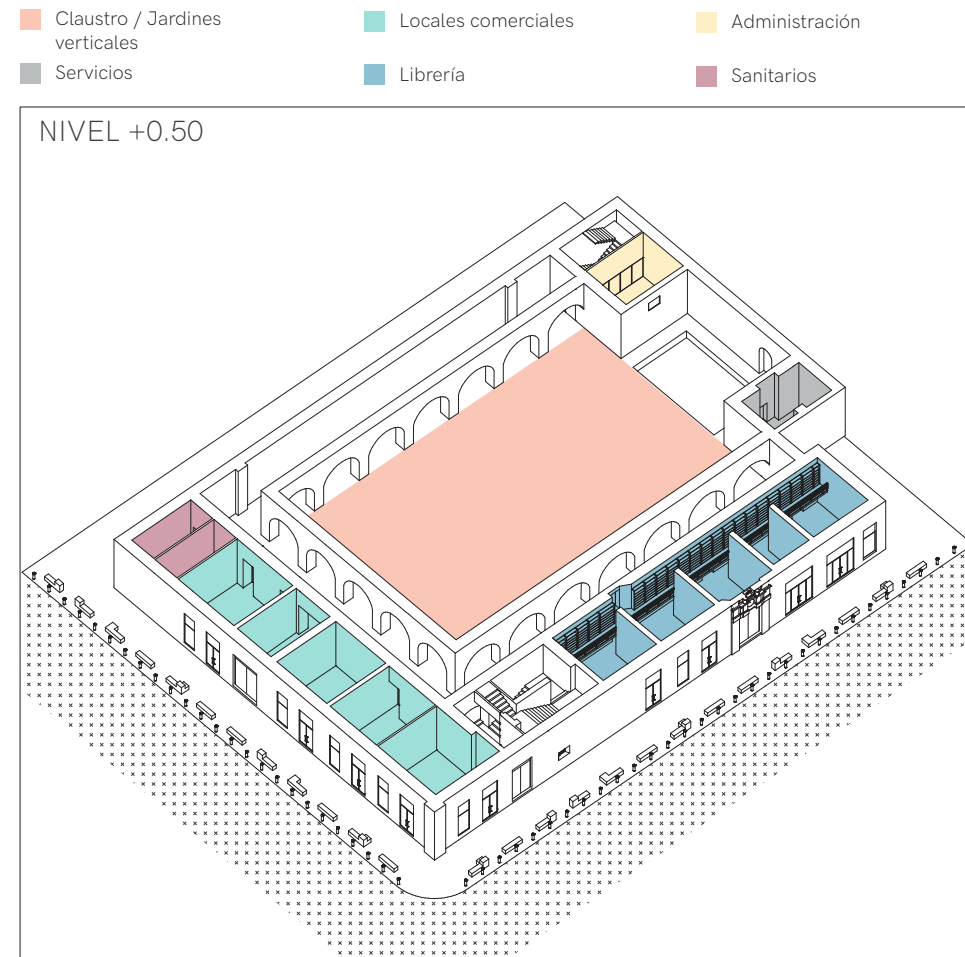 Claustro / Jardines
verticales
Locales comerciales
Administración
Servicios
Librería
Sanitarios
NIVEL +0.50